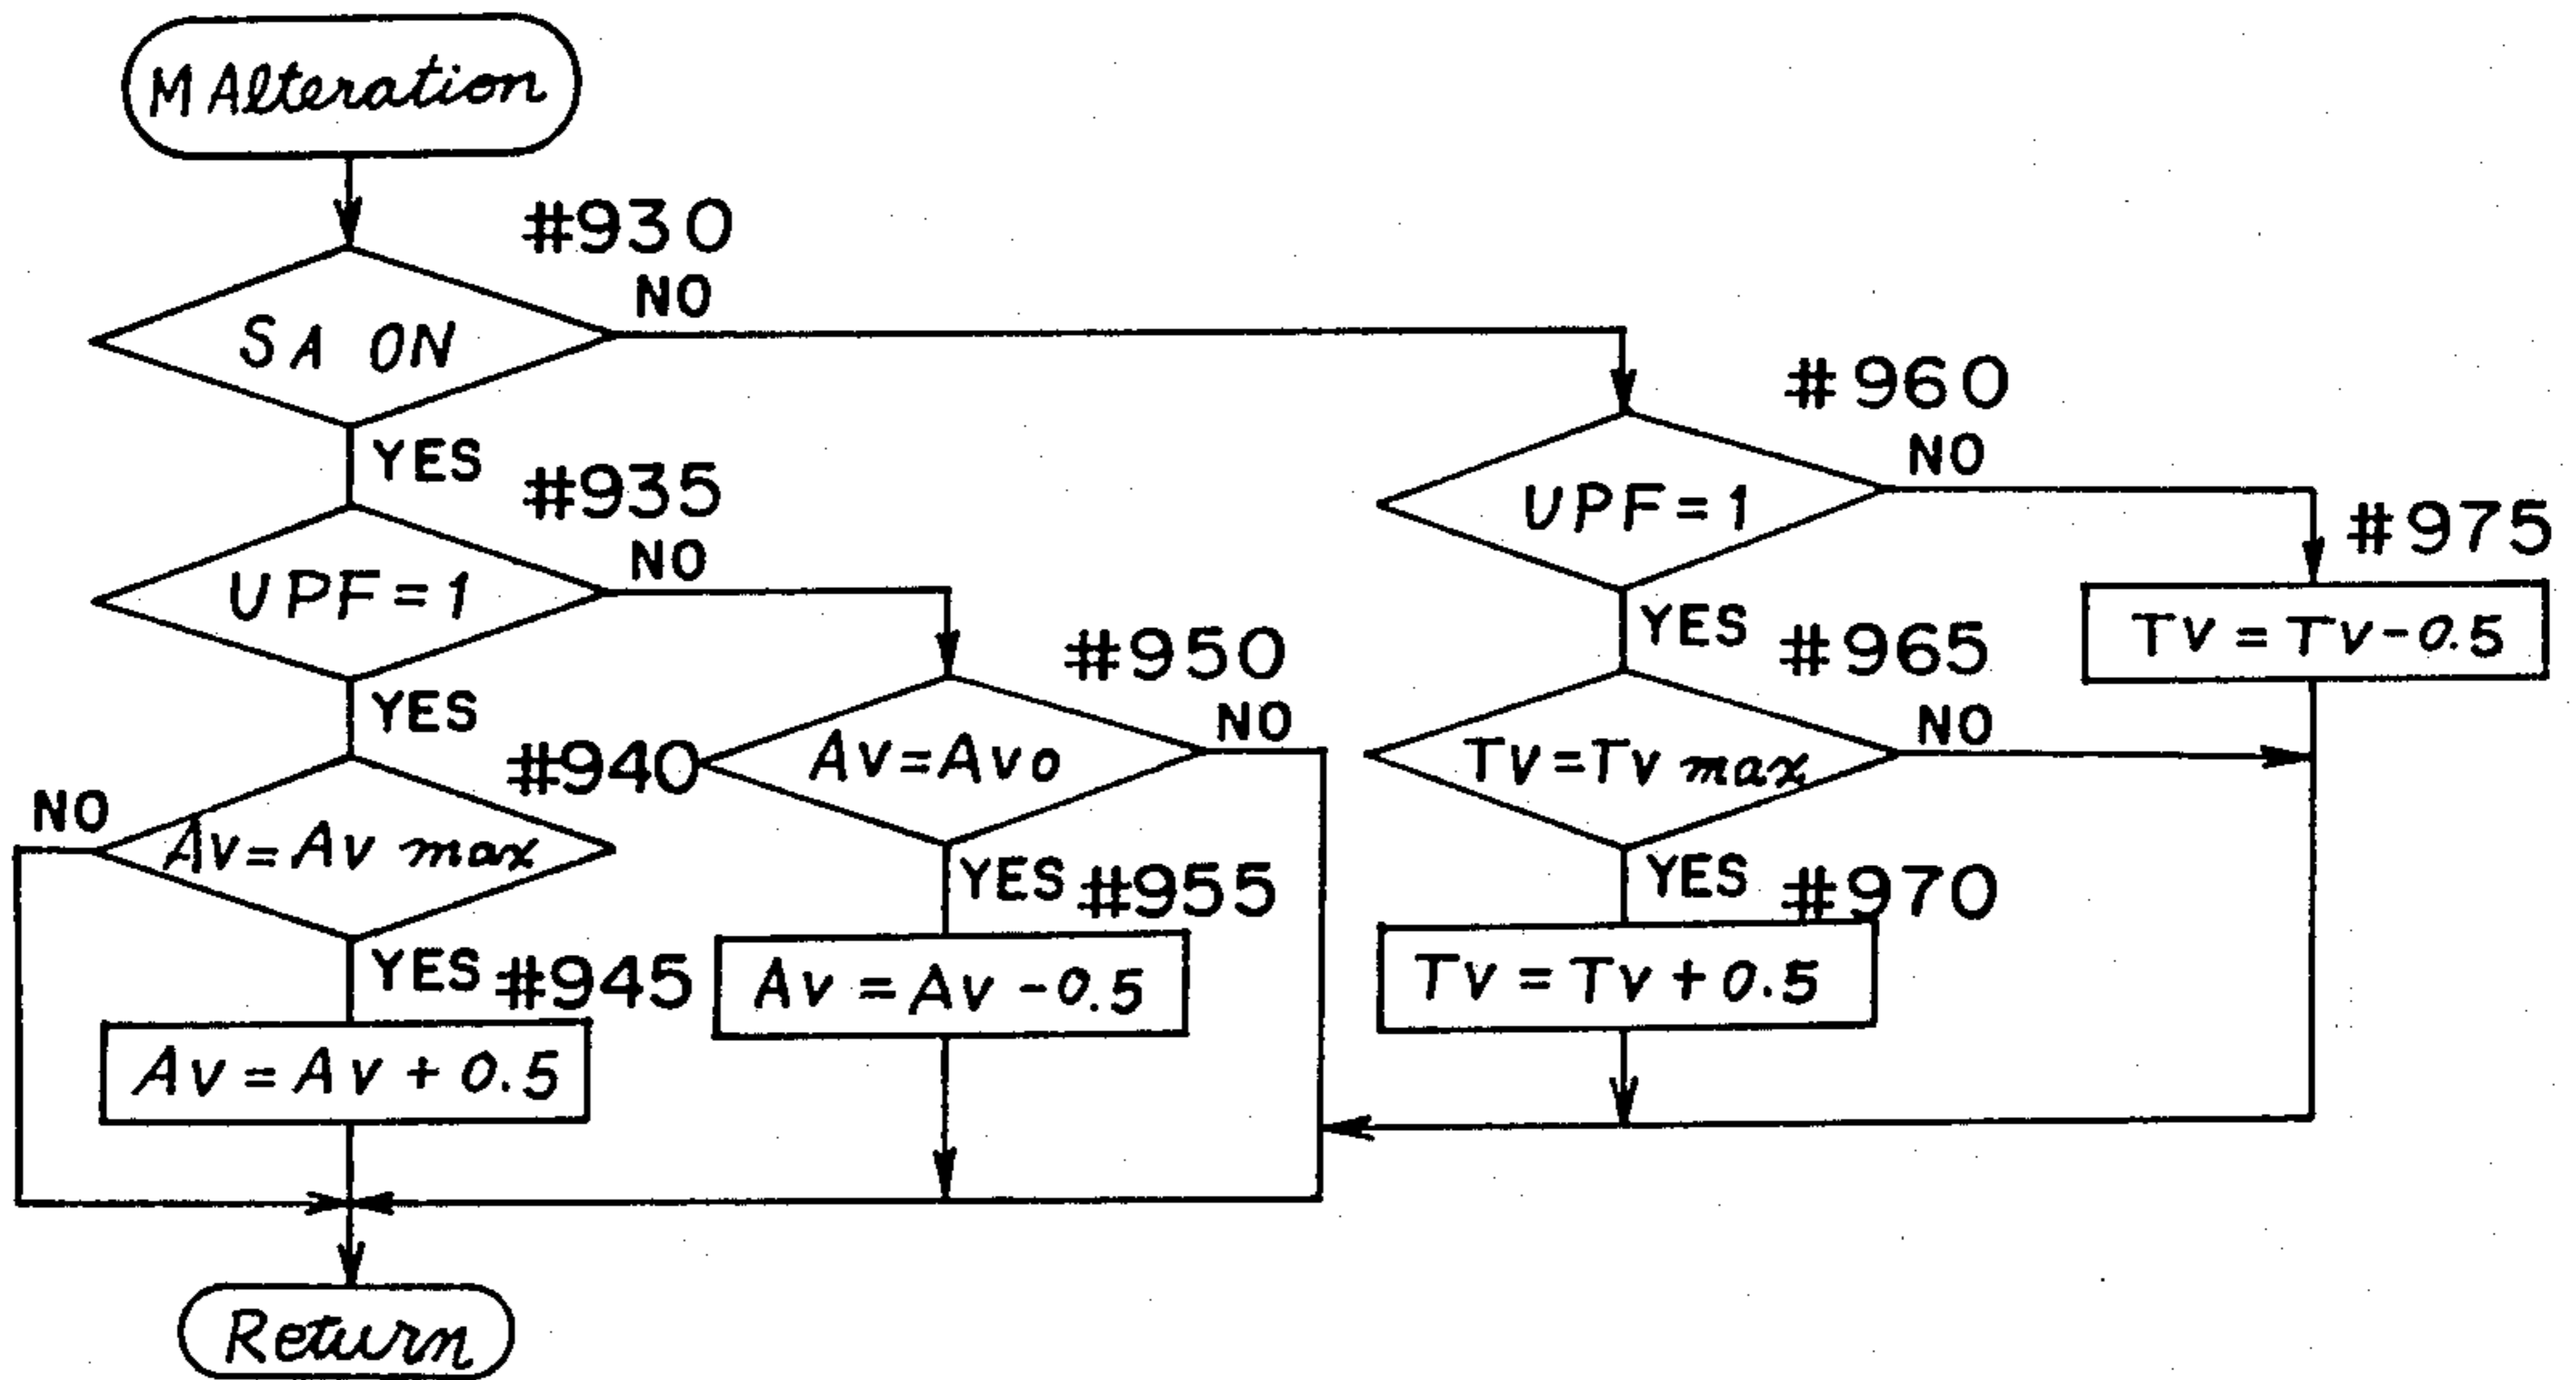 M Alteration
#930
SA ON
NO
YES
#935
UPF=1
NO
YES
#940
Av=Av max
NO
YES
#945
Av=Av+0.5
#950
Av=Avo
NO
YES
#955
Av=Av-0.5
#960
UPF=1
NO
YES
#965
Tv=Tv max
NO
YES
#970
Tv=Tv+0.5
#975
Tv=Tv-0.5
Return